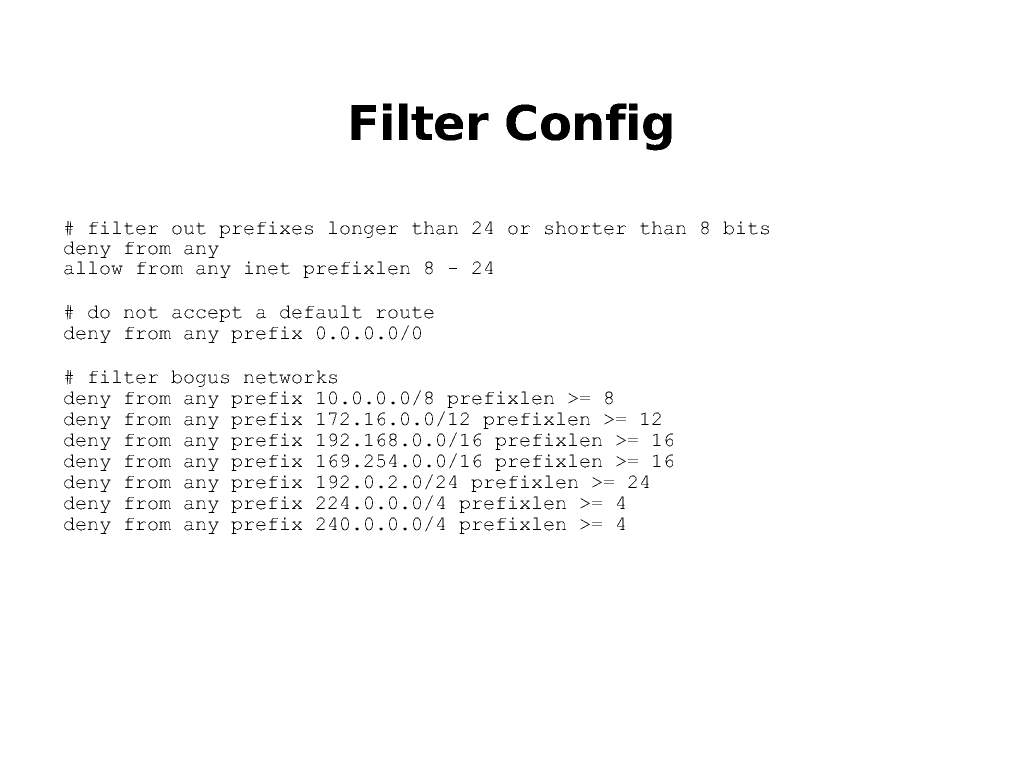 Filter Config
# filter out prefixes longer than 24 or shorter than 8 bits
deny from any
allow from any inet prefixlen 8 - 24
# do not accept a default route
deny from any prefix 0.0.0.0/0
# filter bogus networks
deny from any prefix 10.0.0.0/8 prefixlen >= 8
deny from any prefix 172.16.0.0/12 prefixlen >= 12
deny from any prefix 192.168.0.0/16 prefixlen >= 16
deny from any prefix 169.254.0.0/16 prefixlen >= 16
deny from any prefix 192.0.2.0/24 prefixlen >= 24
deny from any prefix 224.0.0.0/4 prefixlen >= 4
deny from any prefix 240.0.0.0/4 prefixlen >= 4